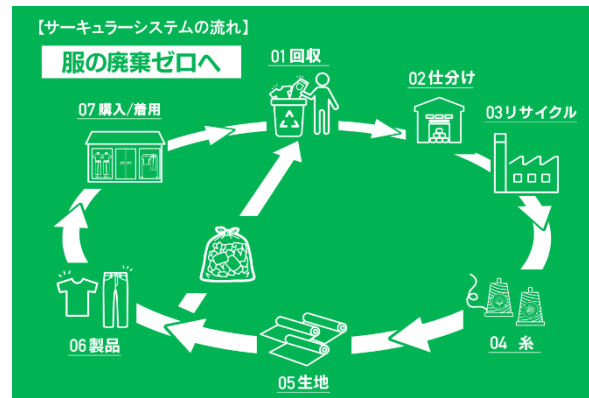 【サーキュラーシステムの流れ】
服の廃棄ゼロへ
01 回収
02 仕分け
03 リサイクル
04 糸
05 生地
06 製品
07 購入/着用